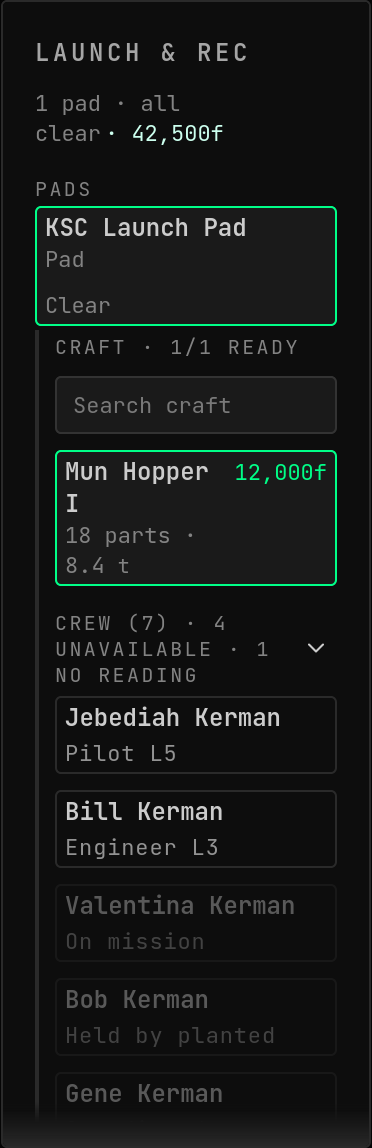 LAUNCH & REC
1 pad · all
clear · 42,500f
PADS
KSC Launch Pad
Pad
Clear
CRAFT · 1/1 READY
Search craft
Mun Hopper 12,000f
I
18 parts ·
8.4 t
CREW (7) · 4
UNAVAILABLE · 1
NO READING
Jebediah Kerman
Pilot L5
Bill Kerman
Engineer L3
Valentina Kerman
On mission
Bob Kerman
Held by planted
Gene Kerman